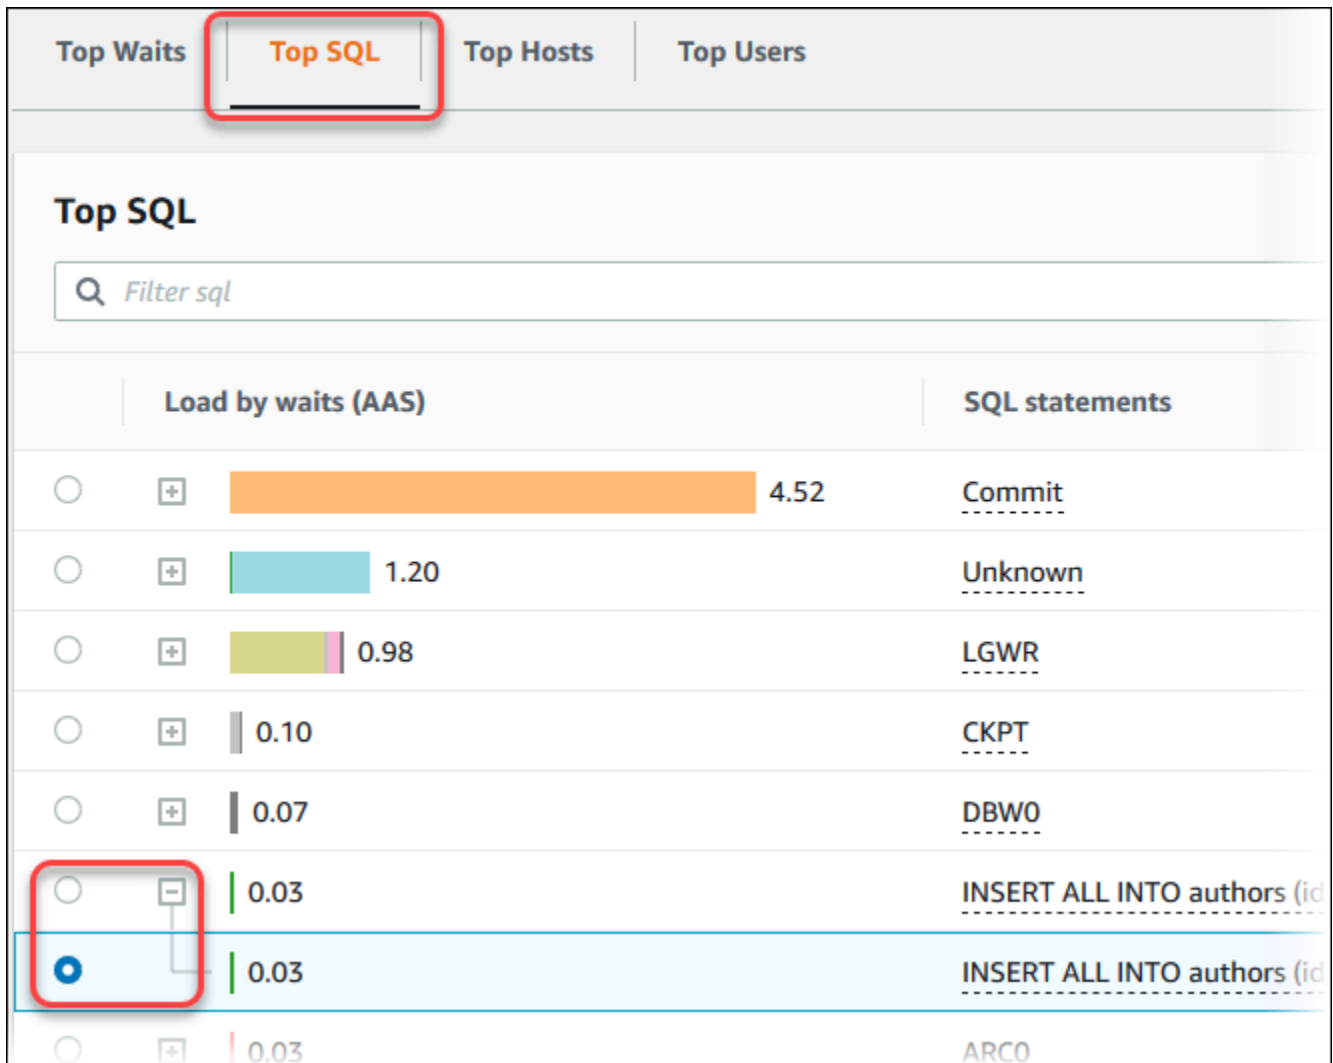 Top Waits Top SQL Top Hosts Top Users
Top SQL
Filter sql
Load by waits (AAS) SQL statements
4.52 Commit
1.20 Unknown
0.98 LGWR
0.10 CKPT
0.07 DBW0
0.03 INSERT ALL INTO authors (id
0.03 INSERT ALL INTO authors (id
0.03 ARC0